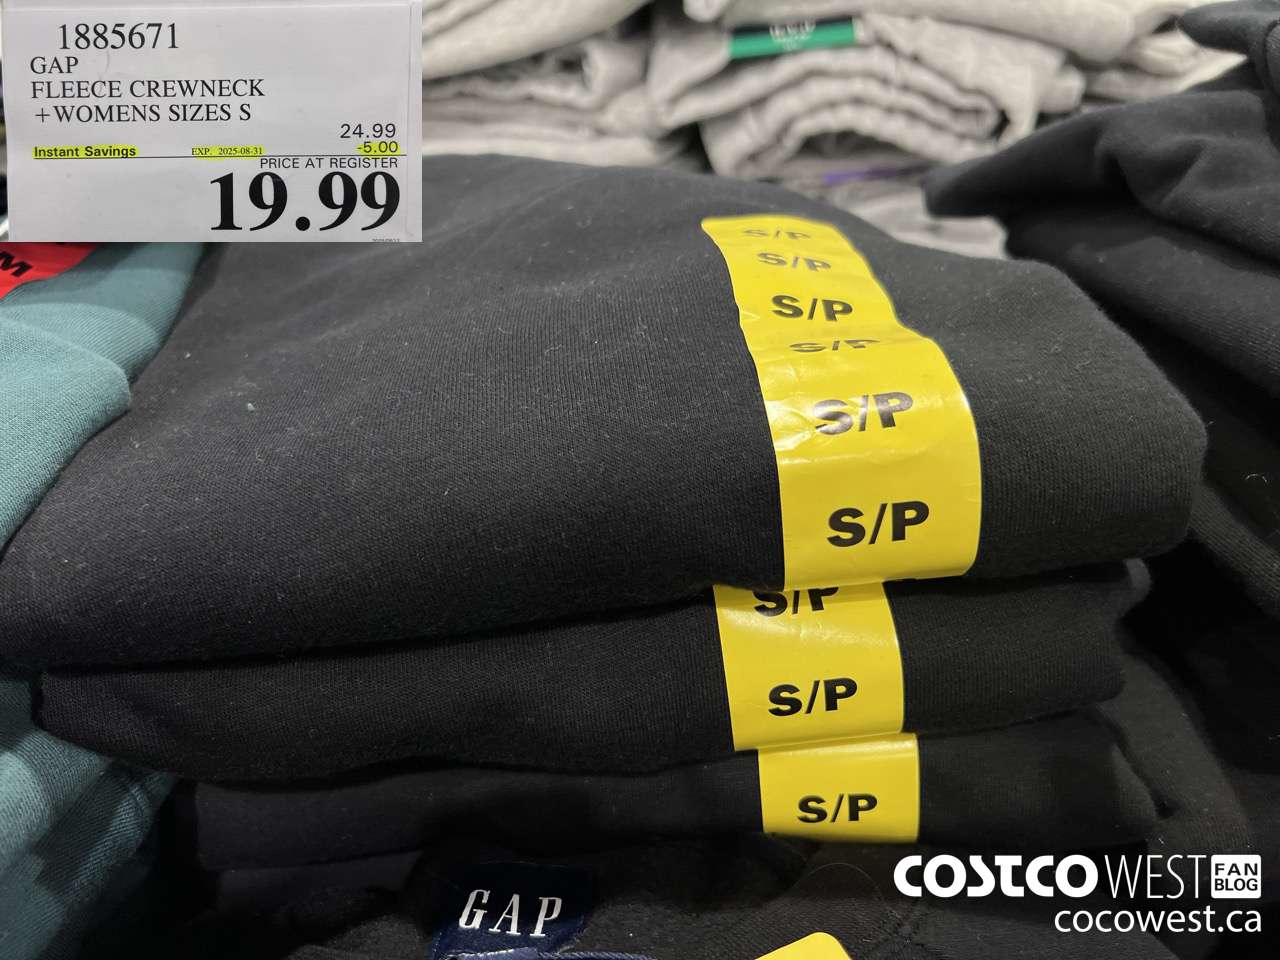 1885671
GAP
FLEECE CREWNECK
+WOMENS SIZES S
24.99
Instant Savings EXP. 2025-08-31 -5.00
PRICE AT REGISTER
19.99
M
GAP
S/P
S/P
S/P
S/P
S/P
S/P
S/P
S/P
S/P
GAP
COSTCO WEST FAN BLOG
cocowest.ca